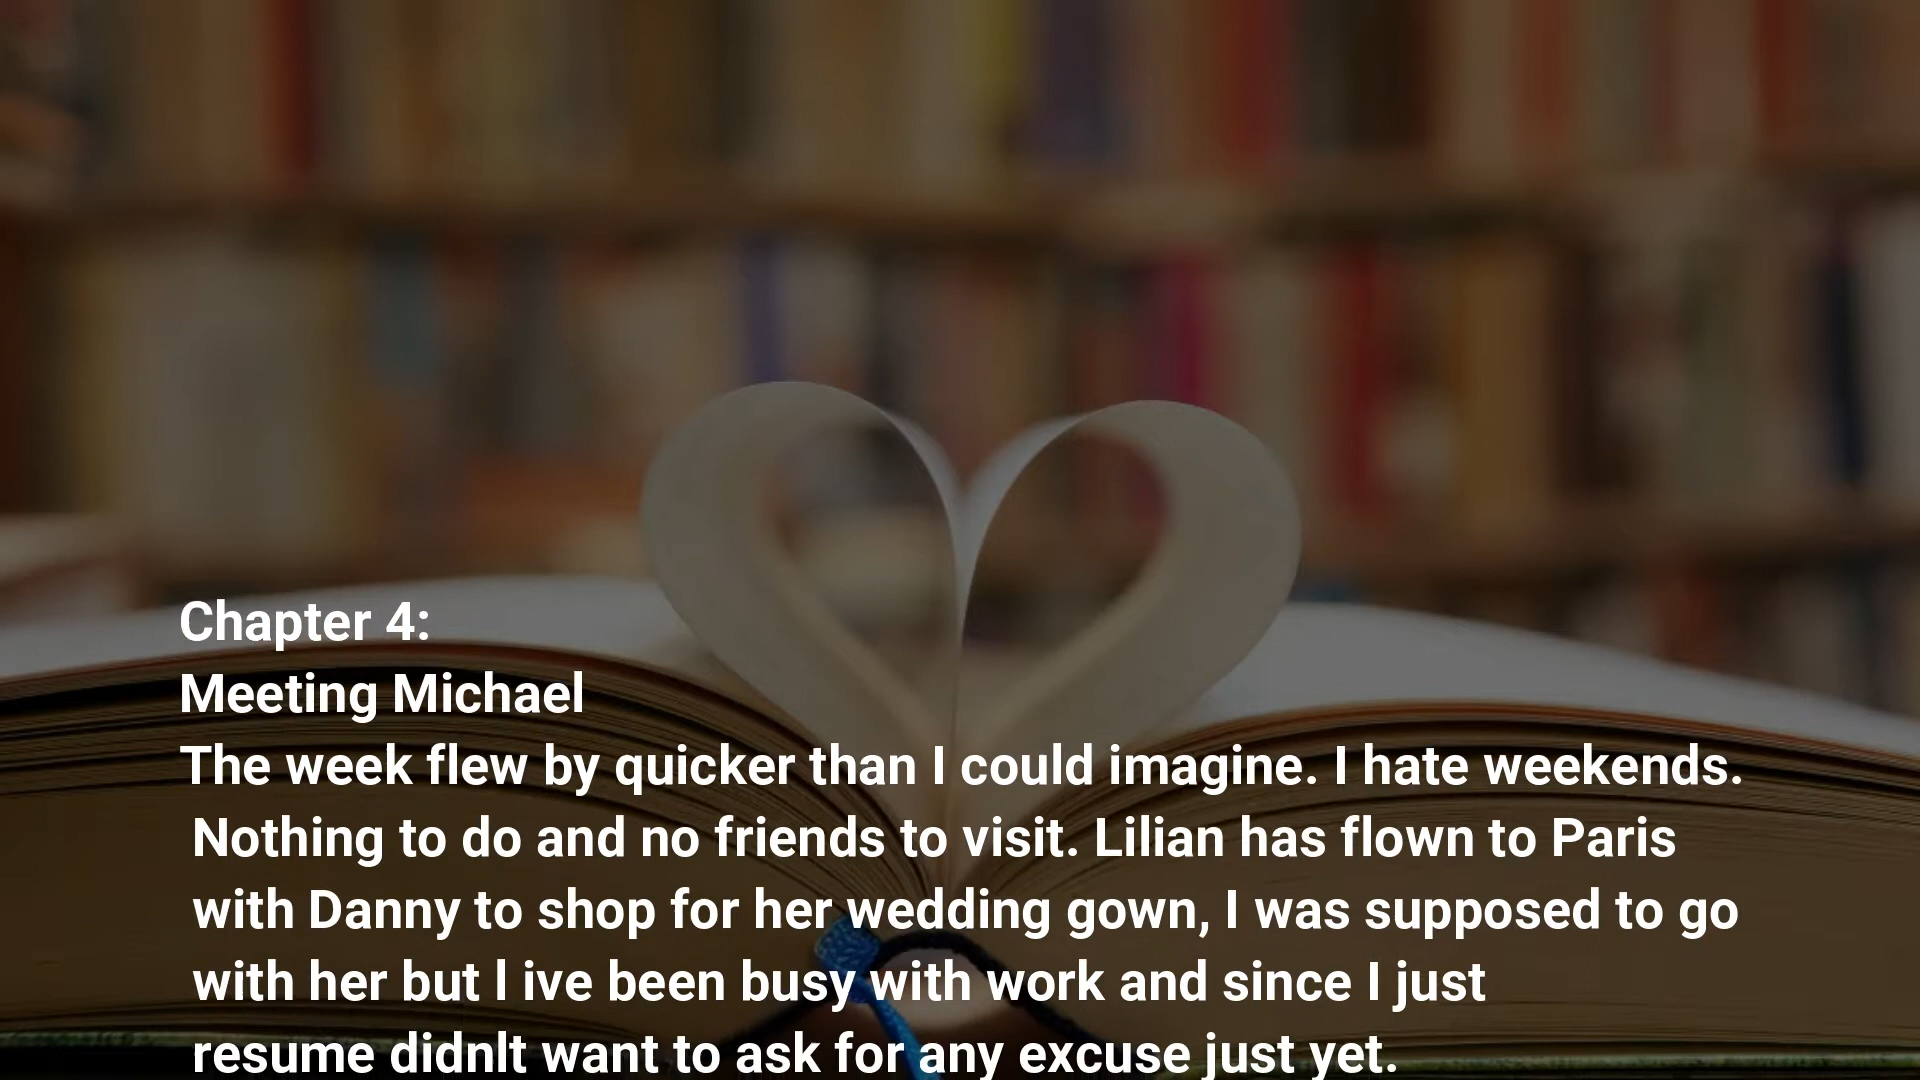 Chapter 4:
Meeting Michael
The week flew by quicker than I could imagine. I hate weekends.
Nothing to do and no friends to visit. Lilian has flown to Paris
with Danny to shop for her wedding gown, I was supposed to go
with her but l ive been busy with work and since I just
resume didnlt want to ask for any excuse just yet.